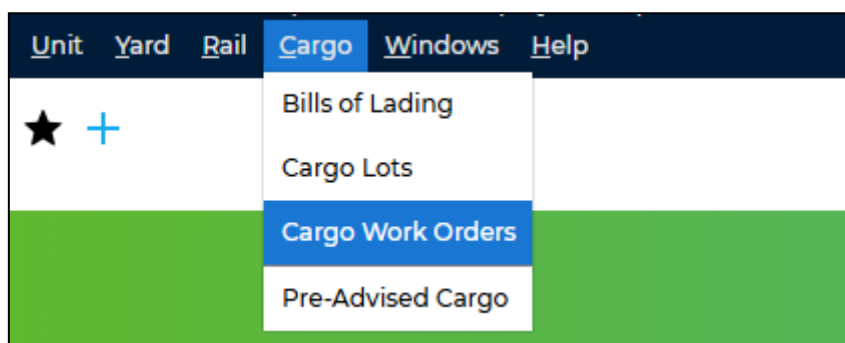 Unit Yard Rail Cargo Windows Help
Bills of Lading
Cargo Lots
Cargo Work Orders
Pre-Advised Cargo